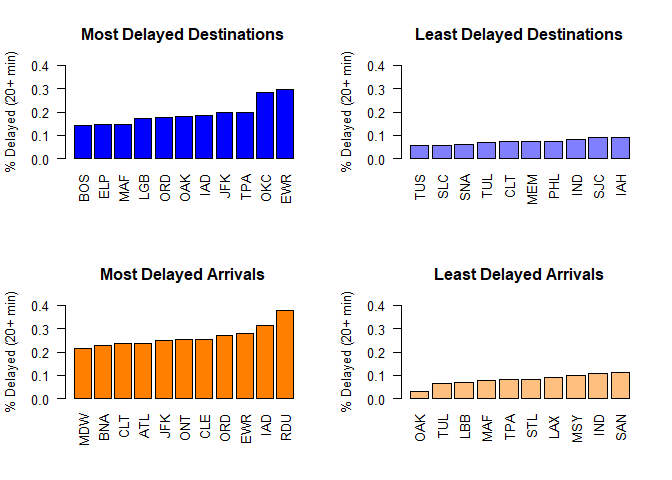 Most Delayed Destinations
% Delayed (20+ min)
0.4
0.3
0.2
0.1
0.0
BOS
ELP
MAF
LGB
ORD
OAK
IAD
JFK
TPA
OKC
EWR
Least Delayed Destinations
% Delayed (20+ min)
0.4
0.3
0.2
0.1
0.0
TUS
SLC
SNA
TUL
CLT
MEM
PHL
IND
SJC
IAH
Most Delayed Arrivals
% Delayed (20+ min)
0.4
0.3
0.2
0.1
0.0
MDW
BNA
CLT
ATL
JFK
ONT
CLE
ORD
EWR
IAD
RDU
Least Delayed Arrivals
% Delayed (20+ min)
0.4
0.3
0.2
0.1
0.0
OAK
TUL
LBB
MAF
TPA
STL
LAX
MSY
IND
SAN